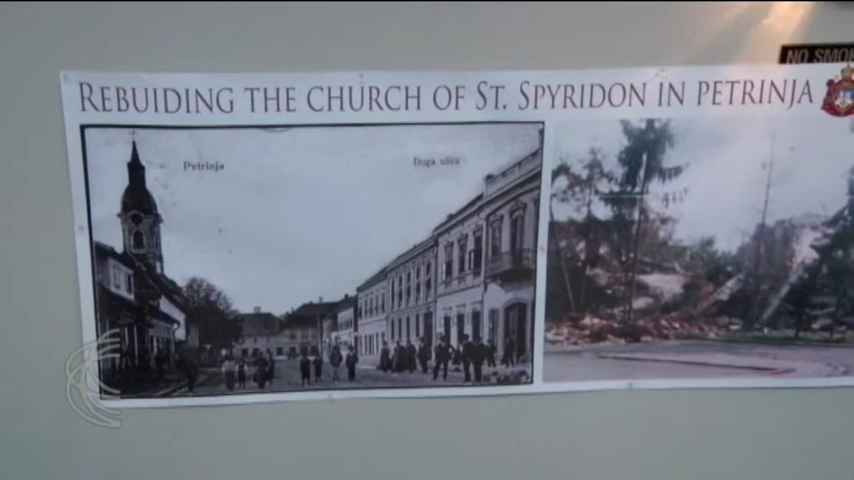 NO SMO
REBUIDING THE CHURCH OF ST. SPYRIDON IN PETRINJA
Petrinja
Duga ulica